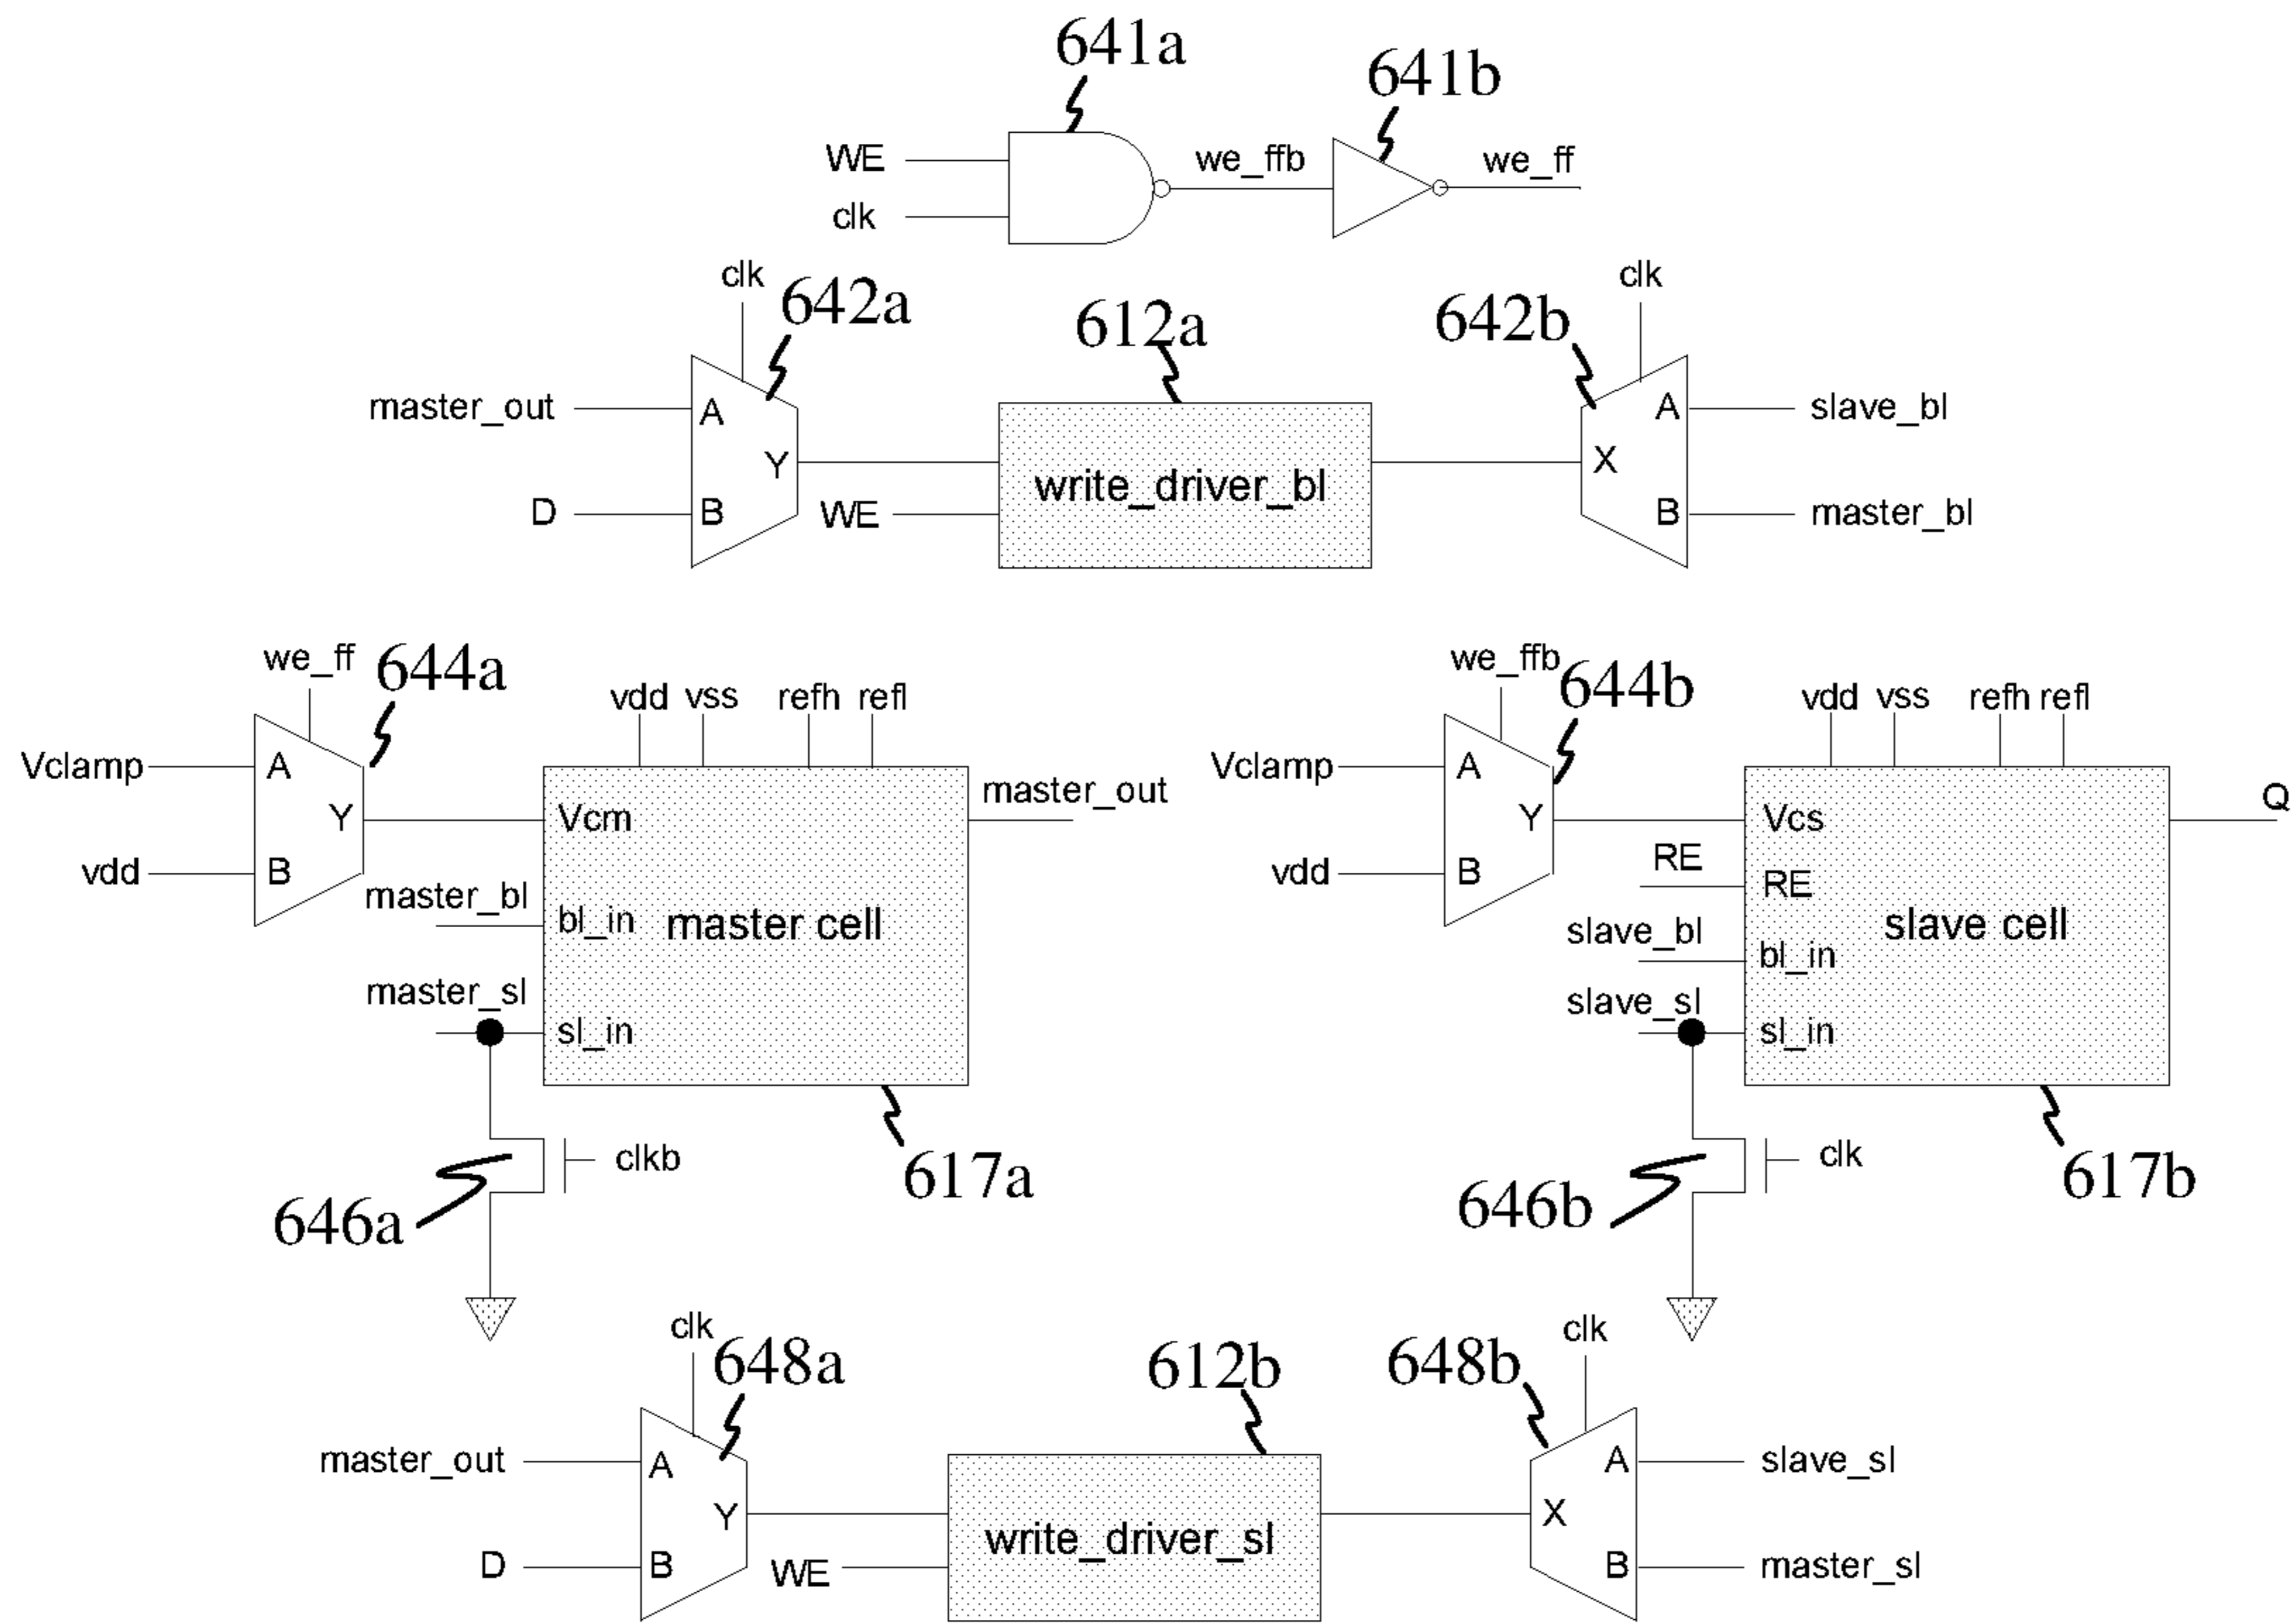 641a
641b
WE
we_ffb
we_ff
clk
clk
642a
612a
642b
clk
master_out
A
Y
D
B
WE
write_driver_bl
X
A
slave_bl
B
master_bl
we_ff
644a
Vclamp
A
Y
vdd
B
vdd vss refh refl
Vcm
master_bl
bl_in
master cell
master_sl
sl_in
master_out
clkb
646a
617a
we_ffb
644b
Vclamp
A
Y
vdd
B
vdd vss refh refl
Vcs
RE
RE
slave_bl
bl_in
slave cell
slave_sl
sl_in
Q
clk
646b
617b
clk
648a
612b
648b
clk
master_out
A
Y
D
B
WE
write_driver_sl
X
A
slave_sl
B
master_sl